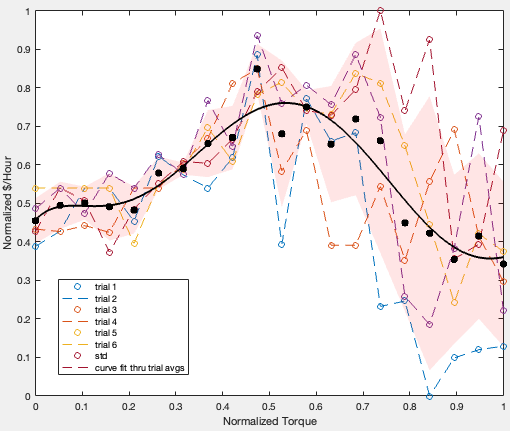 1
0.9
0.8
0.7
0.6
0.5
0.4
0.3
0.2
0.1
0
Normalized $/Hour
trial 1
trial 2
trial 3
trial 4
trial 5
trial 6
std
curve fit thru trial avgs
0 0.1 0.2 0.3 0.4 0.5 0.6 0.7 0.8 0.9 1
Normalized Torque